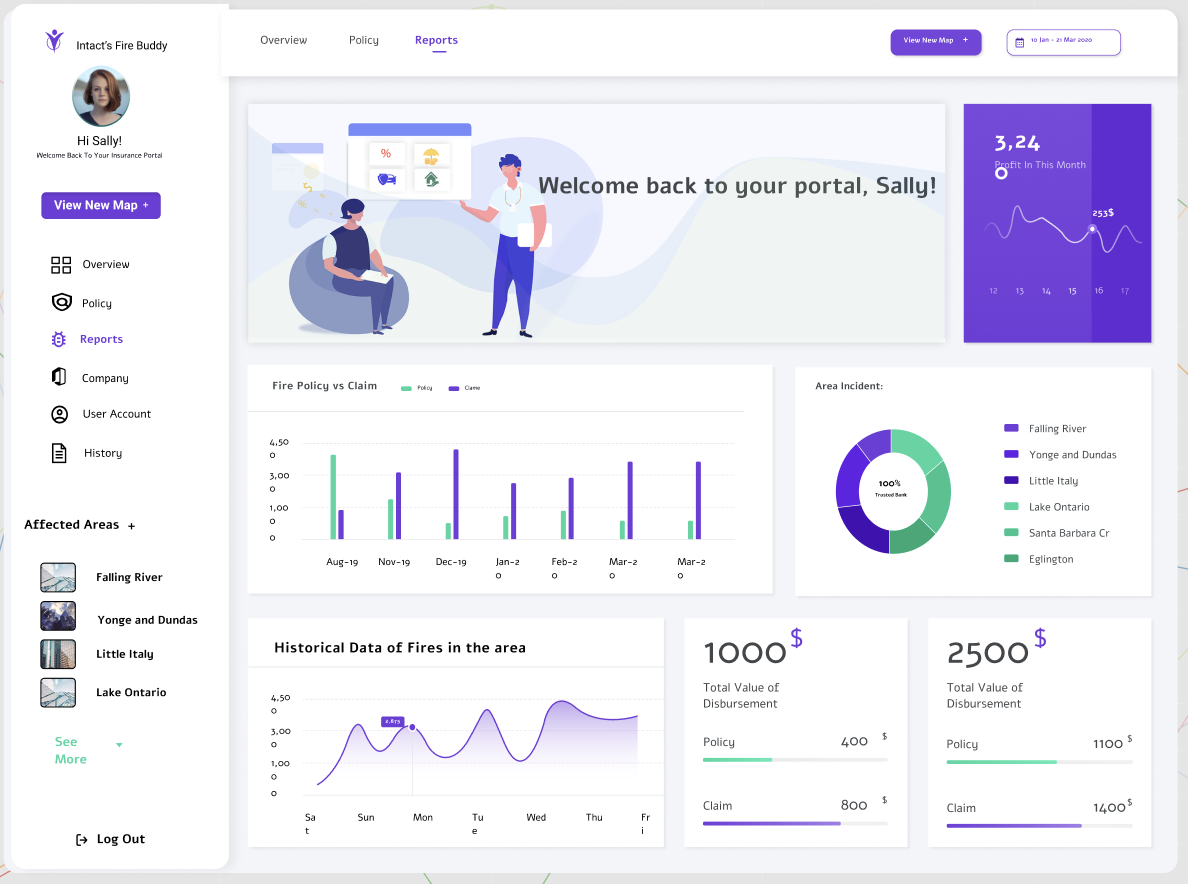 Intact's Fire Buddy
Hi Sally!
Welcome Back To Your Insurance Portal
View New Map +
Overview
Policy
Reports
Company
User Account
History
Affected Areas +
Falling River
Yonge and Dundas
Little Italy
Lake Ontario
See
More
Log Out
Overview Policy Reports
View New Map +
10 Jan - 21 Mar 2020
%
$
Welcome back to your portal, Sally!
3,24
0
Profit In This Month
253$
12 13 14 15 16 17
Fire Policy vs Claim
Policy Clame
4,50
0
3,00
0
1,00
0
0
Aug-19 Nov-19 Dec-19 Jan-2 Feb-2 Mar-2 Mar-2
0 0 0 0
Area Incident:
100%
Trusted Bank
Falling River
Yonge and Dundas
Little Italy
Lake Ontario
Santa Barbara Cr
Eglington
Historical Data of Fires in the area
4,50
0
3,00
0
1,00
0
0
2,875
Sa Sun Mon Tu Wed Thu Fr
t e i
1000 $
Total Value of
Disbursement
Policy 400 $
Claim 800 $
2500 $
Total Value of
Disbursement
Policy 1100 $
Claim 1400 $